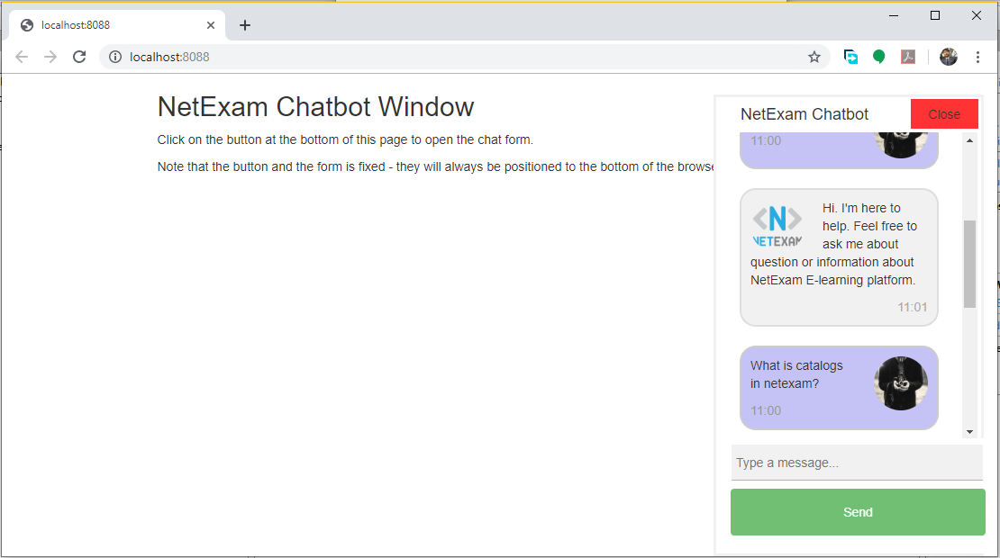 localhost:8088
localhost:8088
NetExam Chatbot Window
Click on the button at the bottom of this page to open the chat form.
Note that the button and the form is fixed - they will always be positioned to the bottom of the
NetExam Chatbot
Close
11:00
NETEXAM
Hi. I'm here to
help. Feel free to
ask me about
question or information about
NetExam E-learning platform.
11:01
What is catalogs
in netexam?
11:00
Type a message...
Send